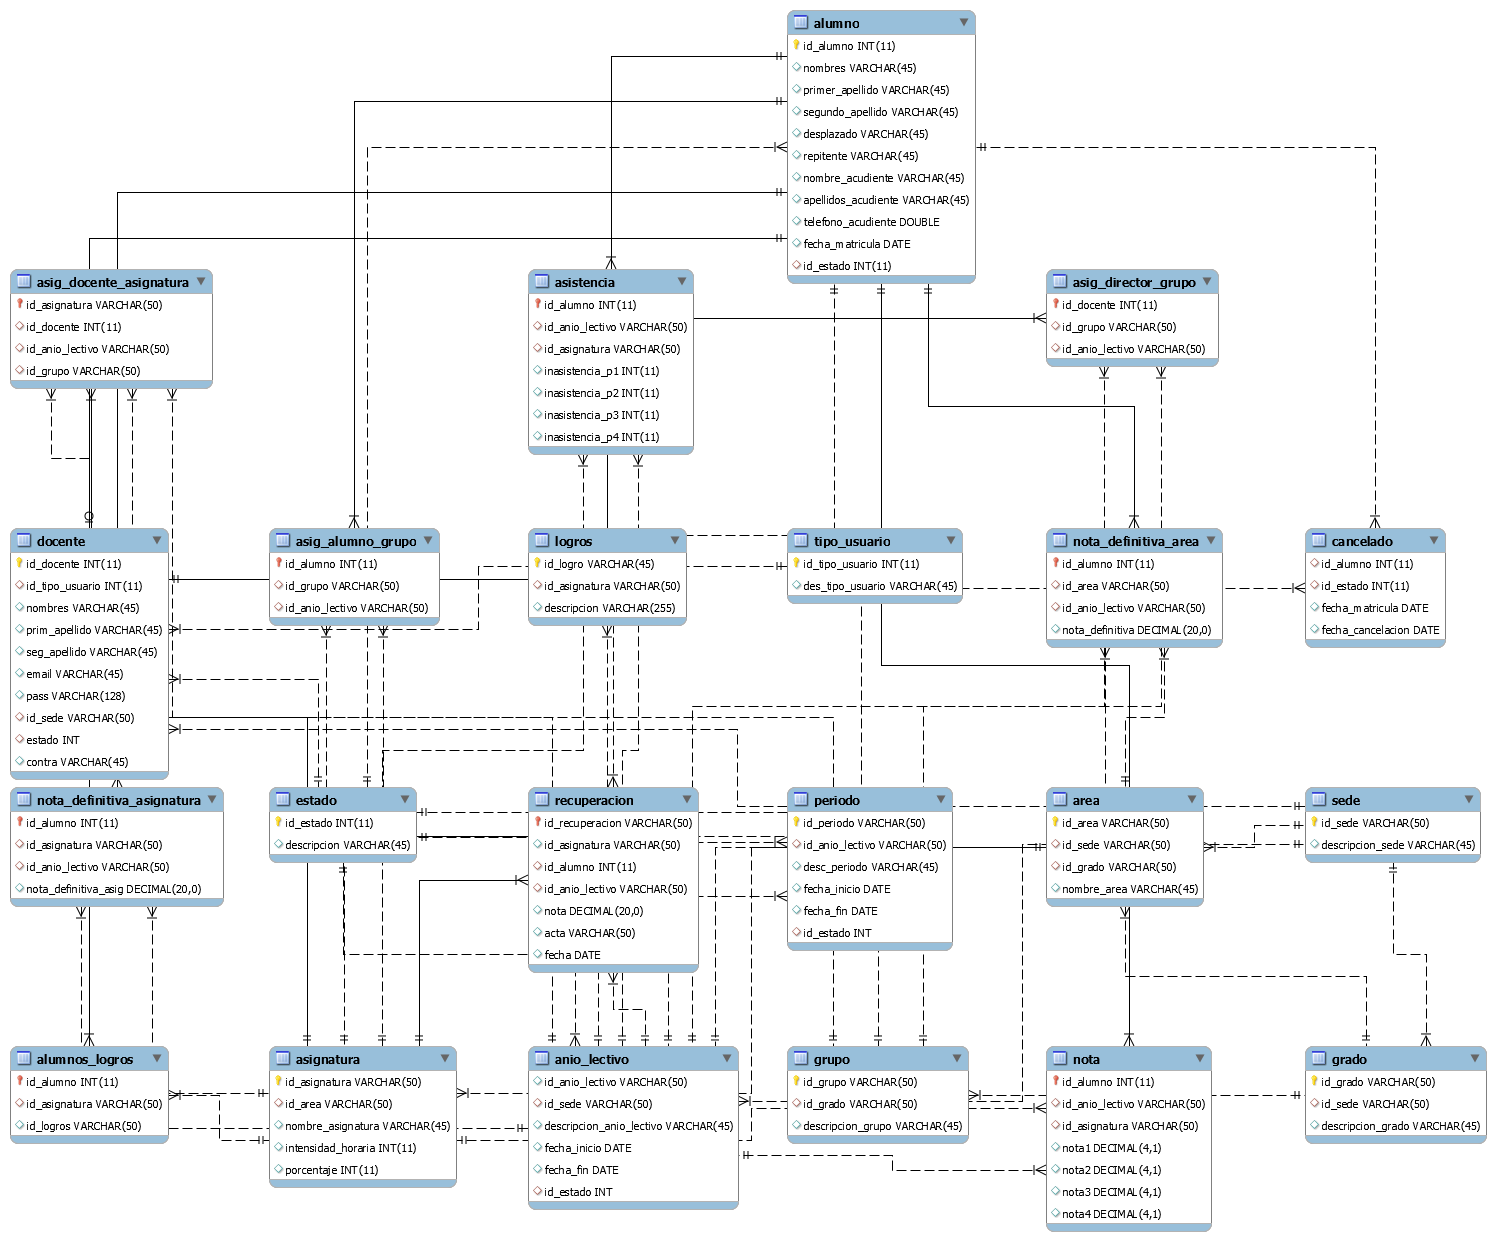 alumno
id_alumno INT(11)
nombres VARCHAR(45)
primer_apellido VARCHAR(45)
segundo_apellido VARCHAR(45)
desplazado VARCHAR(45)
repitente VARCHAR(45)
nombre_acudiente VARCHAR(45)
apellidos_acudiente VARCHAR(45)
telefono_acudiente DOUBLE
fecha_matricula DATE
id_estado INT(11)
asig_docente_asignatura
id_asignatura VARCHAR(50)
id_docente INT(11)
id_anio_lectivo VARCHAR(50)
id_grupo VARCHAR(50)
asistencia
id_alumno INT(11)
id_anio_lectivo VARCHAR(50)
id_asignatura VARCHAR(50)
inasistencia_p1 INT(11)
inasistencia_p2 INT(11)
inasistencia_p3 INT(11)
inasistencia_p4 INT(11)
asig_director_grupo
id_docente INT(11)
id_grupo VARCHAR(50)
id_anio_lectivo VARCHAR(50)
docente
id_docente INT(11)
id_tipo_usuario INT(11)
nombres VARCHAR(45)
prim_apellido VARCHAR(45)
seg_apellido VARCHAR(45)
email VARCHAR(45)
pass VARCHAR(128)
id_sede VARCHAR(50)
estado INT
contra VARCHAR(45)
asig_alumno_grupo
id_alumno INT(11)
id_grupo VARCHAR(50)
id_anio_lectivo VARCHAR(50)
logros
id_logro VARCHAR(45)
id_asignatura VARCHAR(50)
descripcion VARCHAR(255)
tipo_usuario
id_tipo_usuario INT(11)
des_tipo_usuario VARCHAR(45)
nota_definitiva_area
id_alumno INT(11)
id_area VARCHAR(50)
id_anio_lectivo VARCHAR(50)
nota_definitiva DECIMAL(20,0)
cancelado
id_alumno INT(11)
id_estado INT(11)
fecha_matricula DATE
fecha_cancelacion DATE
nota_definitiva_asignatura
id_alumno INT(11)
id_asignatura VARCHAR(50)
id_anio_lectivo VARCHAR(50)
nota_definitiva_asig DECIMAL(20,0)
estado
id_estado INT(11)
descripcion VARCHAR(45)
recuperacion
id_recuperacion VARCHAR(50)
id_asignatura VARCHAR(50)
id_alumno INT(11)
id_anio_lectivo VARCHAR(50)
nota DECIMAL(20,0)
acta VARCHAR(50)
fecha DATE
periodo
id_periodo VARCHAR(50)
id_anio_lectivo VARCHAR(50)
desc_periodo VARCHAR(45)
fecha_inicio DATE
fecha_fin DATE
id_estado INT
area
id_area VARCHAR(50)
id_sede VARCHAR(50)
id_grado VARCHAR(50)
nombre_area VARCHAR(45)
sede
id_sede VARCHAR(50)
descripcion_sede VARCHAR(45)
alumnos_logros
id_alumno INT(11)
id_asignatura VARCHAR(50)
id_logros VARCHAR(50)
asignatura
id_asignatura VARCHAR(50)
id_area VARCHAR(50)
nombre_asignatura VARCHAR(45)
intensidad_horaria INT(11)
porcentaje INT(11)
anio_lectivo
id_anio_lectivo VARCHAR(50)
id_sede VARCHAR(50)
descripcion_anio_lectivo VARCHAR(45)
fecha_inicio DATE
fecha_fin DATE
id_estado INT
grupo
id_grupo VARCHAR(50)
id_grado VARCHAR(50)
descripcion_grupo VARCHAR(45)
nota
id_alumno INT(11)
id_anio_lectivo VARCHAR(50)
id_asignatura VARCHAR(50)
nota1 DECIMAL(4,1)
nota2 DECIMAL(4,1)
nota3 DECIMAL(4,1)
nota4 DECIMAL(4,1)
grado
id_grado VARCHAR(50)
id_sede VARCHAR(50)
descripcion_grado VARCHAR(45)